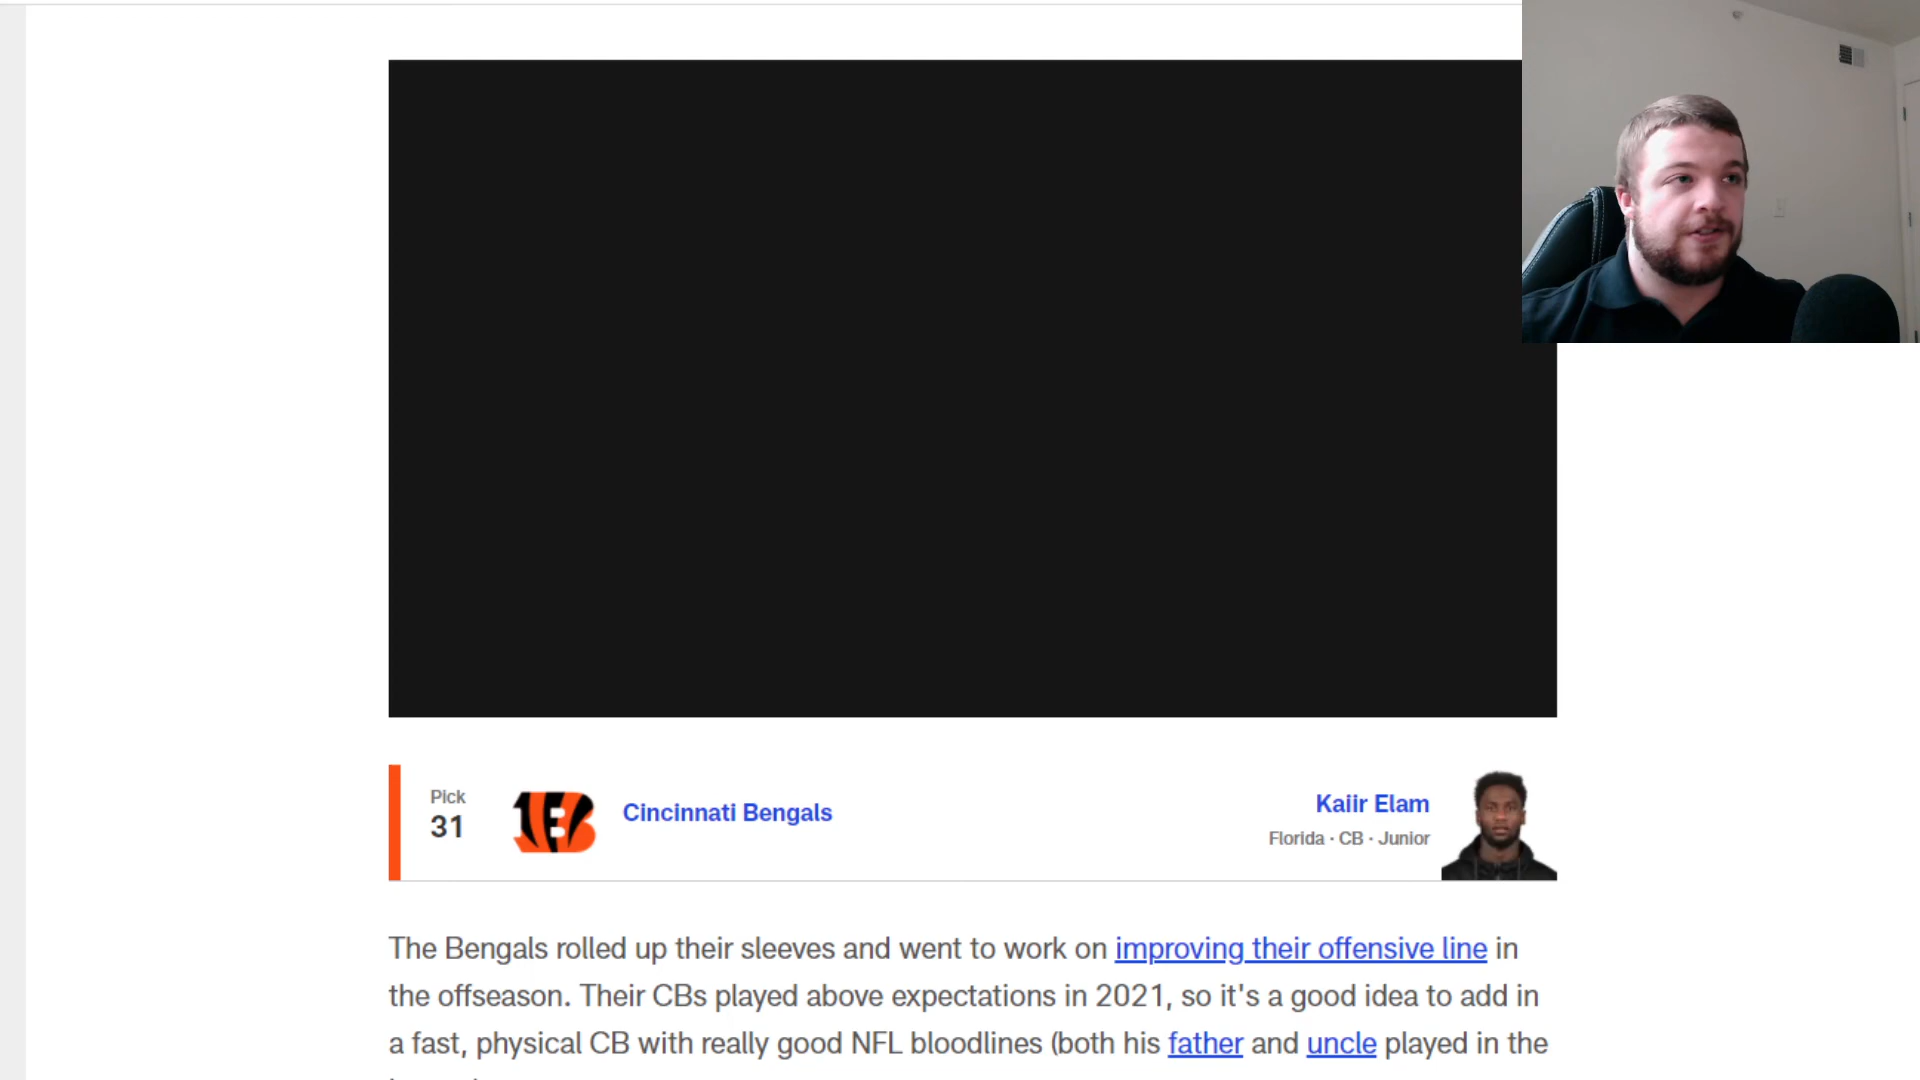 Pick
31
Cincinnati Bengals
Kaiir Elam
Florida · CB · Junior
The Bengals rolled up their sleeves and went to work on improving their offensive line in
the offseason. Their CBs played above expectations in 2021, so it's a good idea to add in
a fast, physical CB with really good NFL bloodlines (both his father and uncle played in the